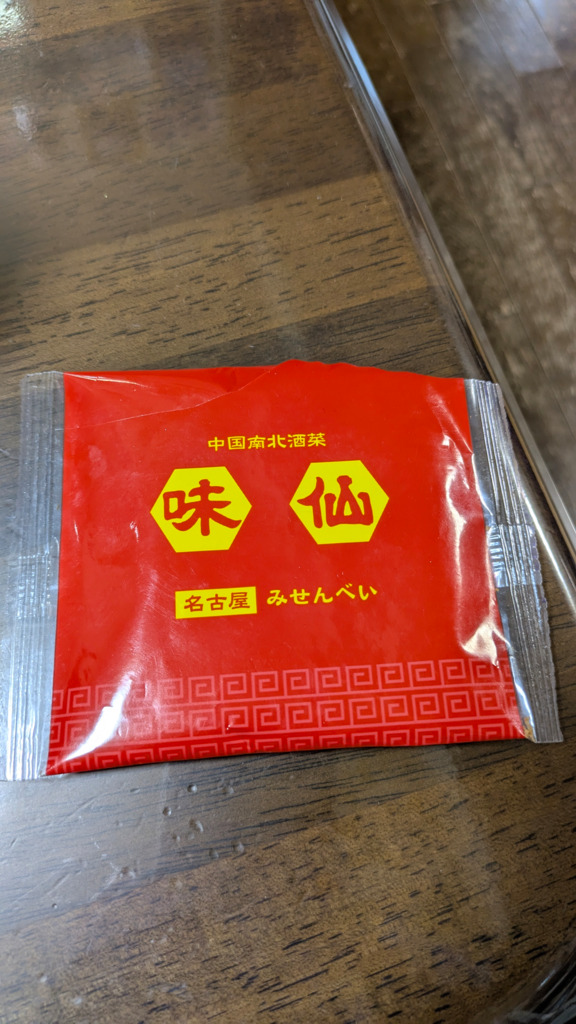 中国南北酒菜
味仙
名古屋 みせんべい